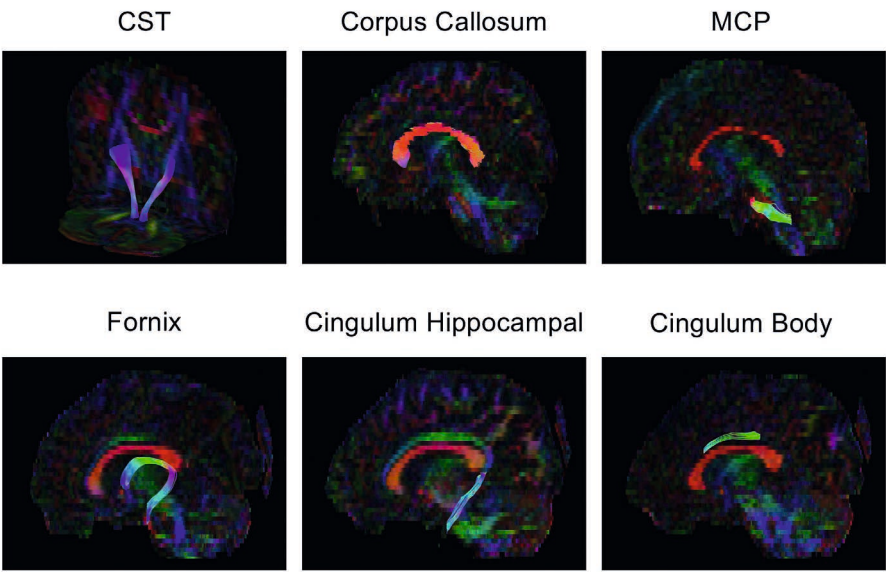 CST
Corpus Callosum
MCP
Fornix
Cingulum Hippocampal
Cingulum Body